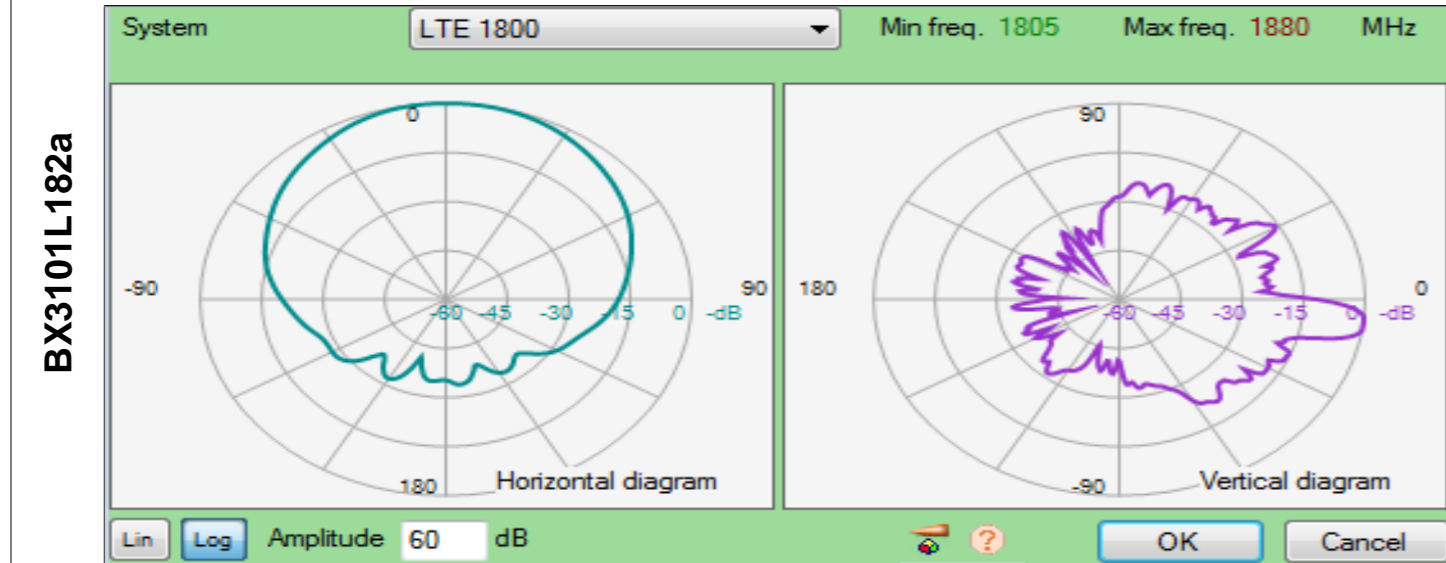 BX3101L182a
System LTE 1800 Min freq. 1805 Max freq. 1880 MHz
0
-90 90
-60 -45 -30 -15 0 -dB
180 Horizontal diagram
90
180 0
-60 -45 -30 -15 0 -dB
-90 Vertical diagram
Lin Log Amplitude 60 dB ? OK Cancel